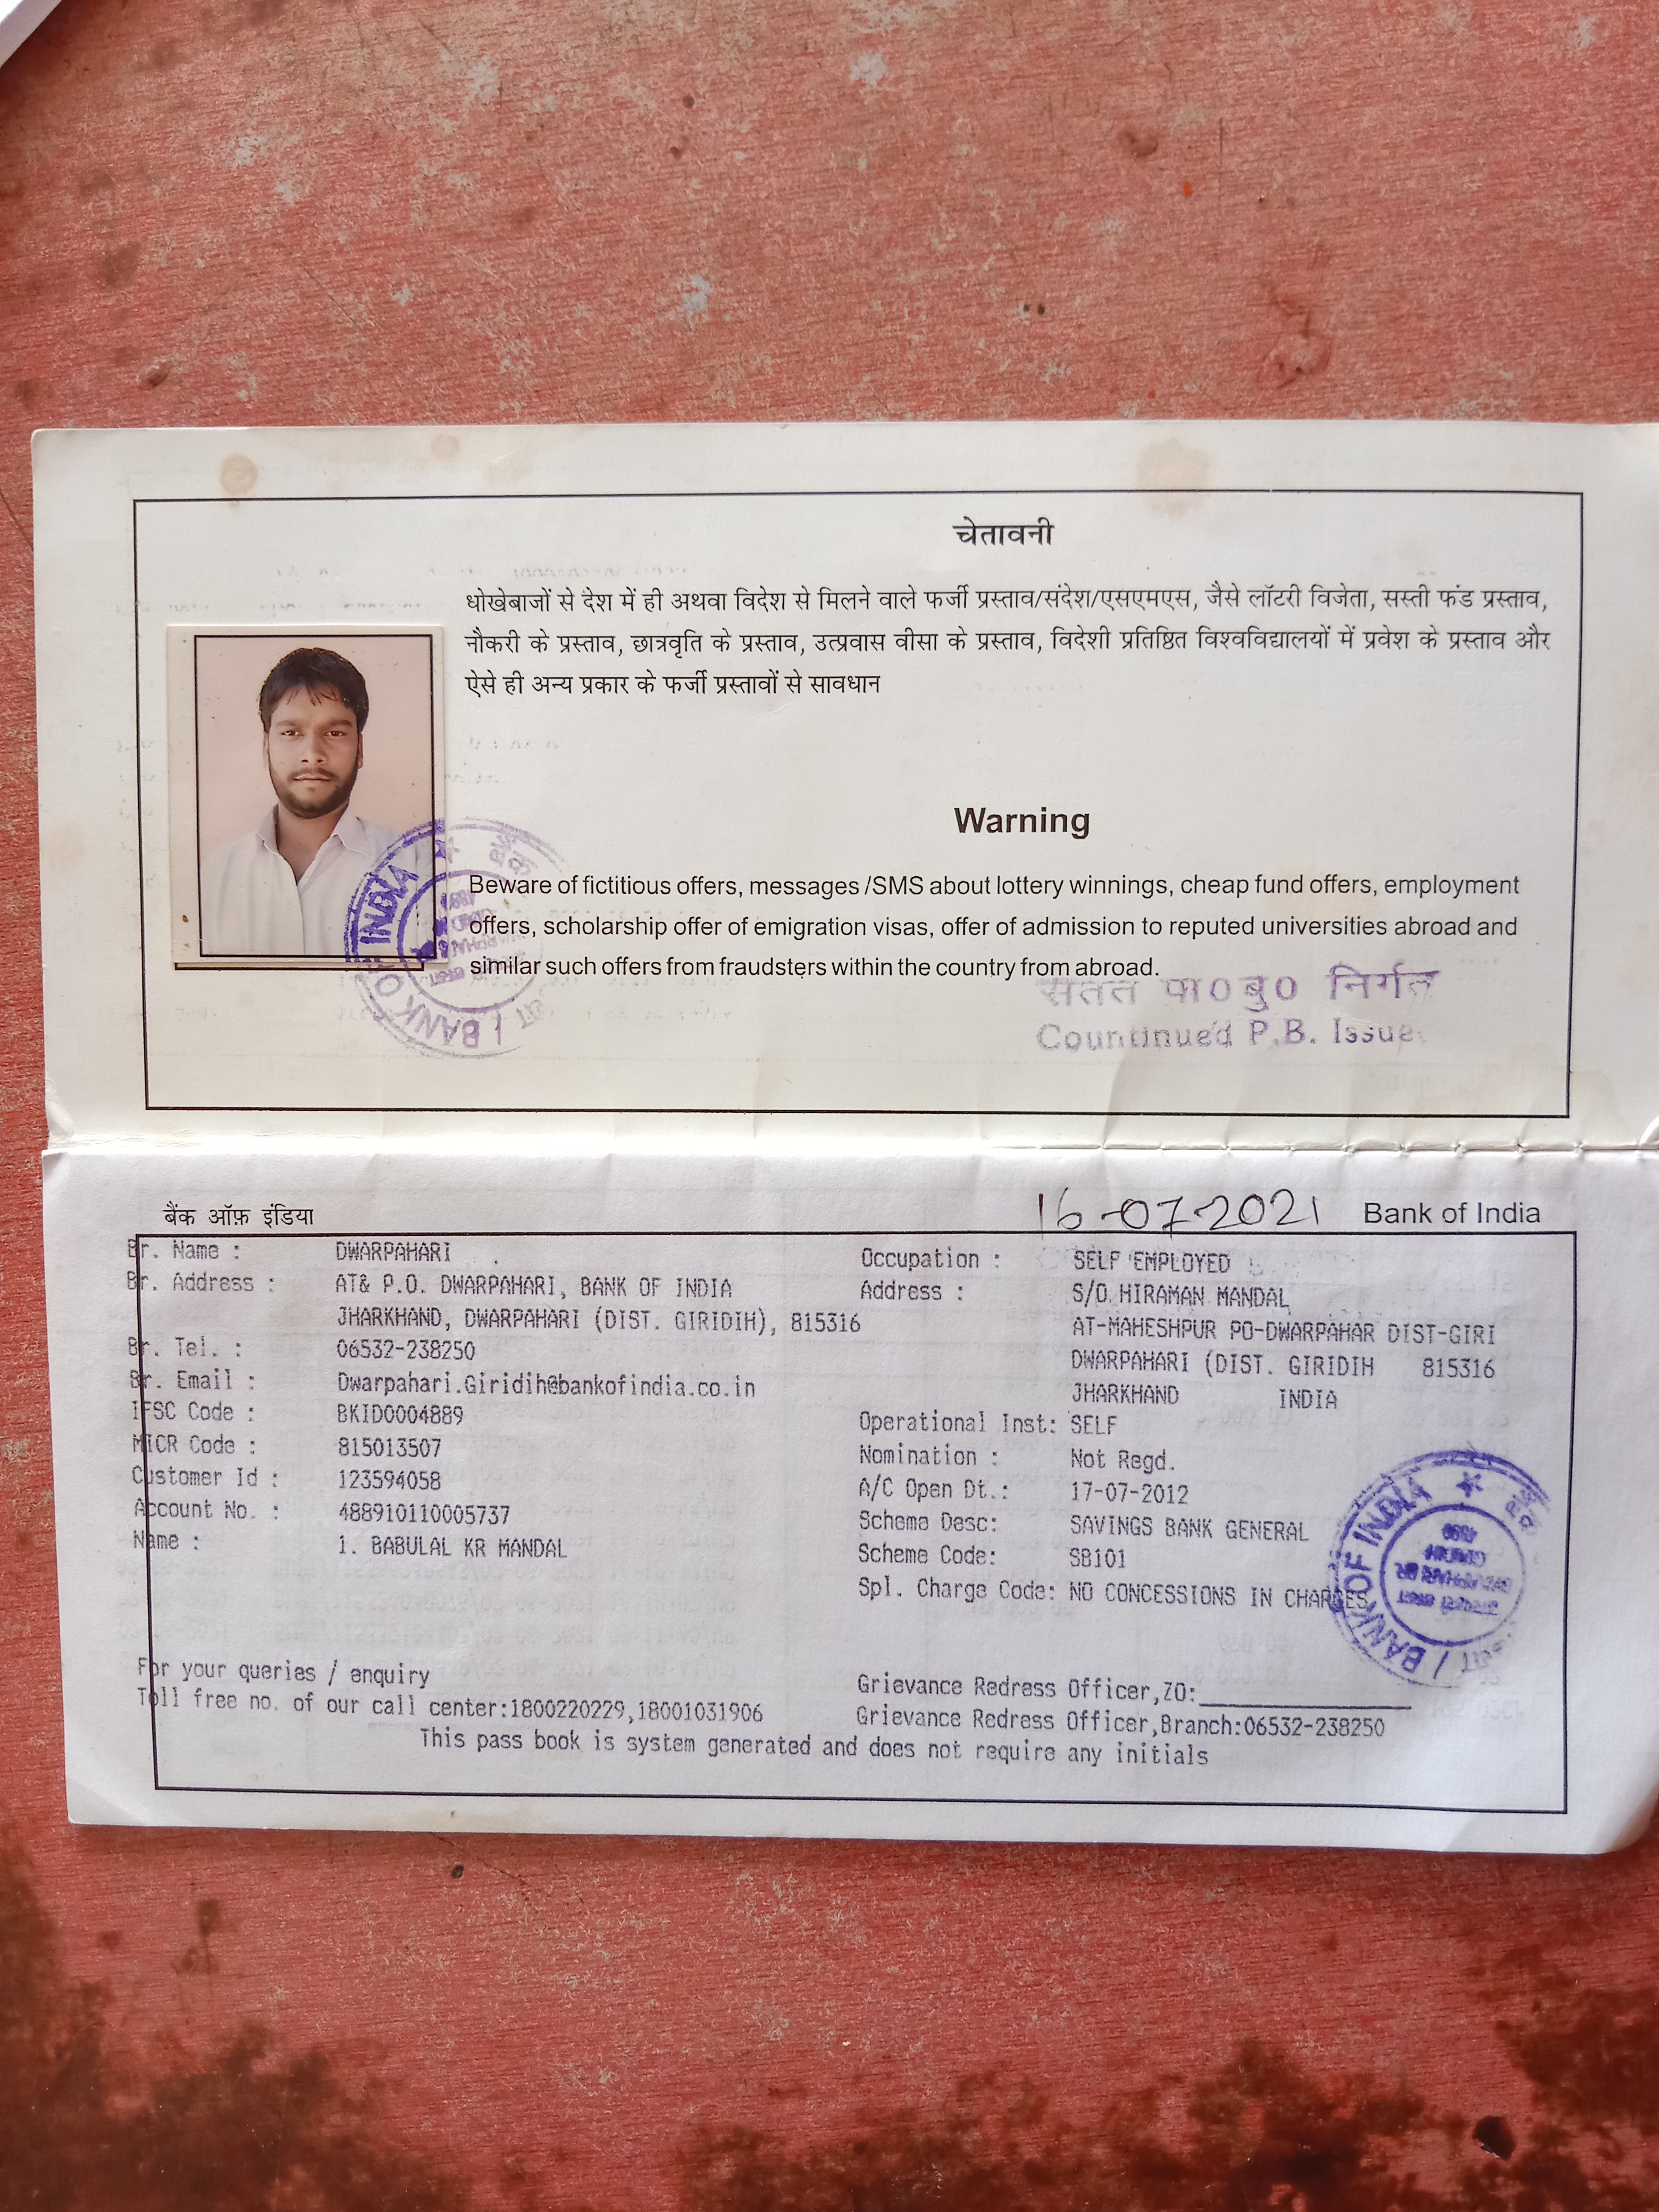 चेतावनी
धोखेबाजों से देश में ही अथवा विदेश से मिलने वाले फर्जी प्रस्ताव/संदेश/एसएमएस, जैसे लॉटरी विजेता, सस्ती फंड प्रस्ताव,
नौकरी के प्रस्ताव, छात्रवृति के प्रस्ताव, उत्प्रवास वीसा के प्रस्ताव, विदेशी प्रतिष्ठित विश्वविद्यालयों में प्रवेश के प्रस्ताव और
ऐसे ही अन्य प्रकार के फर्जी प्रस्तावों से सावधान
Warning
Beware of fictitious offers, messages /SMS about lottery winnings, cheap fund offers, employment
offers, scholarship offer of emigration visas, offer of admission to reputed universities abroad and
similar such offers from fraudsters within the country from abroad.
सतत पा० बु० निर्गत
Countinued P.B. Issue
BANK OF INDIA
बैंक ऑफ़ इंडिया
16-07-2021
Bank of India
Br. Name : DWARPAHARI
Br. Address : AT& P.O. DWARPAHARI, BANK OF INDIA
JHARKHAND, DWARPAHARI (DIST. GIRIDIH), 815316
Br. Tel. : 06532-238250
Br. Email : Dwarpahari.Giridih@bankofindia.co.in
IFSC Code : BKID0004889
MICR Code : 815013507
Customer Id : 123594058
Account No. : 488910110005737
Name : 1. BABULAL KR MANDAL
Occupation : SELF EMPLOYED
Address : S/O HIRAMAN MANDAL
AT-MAHESHPUR PO-DWARPAHAR DIST-GIRI
DWARPAHARI (DIST. GIRIDIH 815316
JHARKHAND INDIA
Operational Inst: SELF
Nomination : Not Regd.
A/C Open Dt.: 17-07-2012
Scheme Desc: SAVINGS BANK GENERAL
Scheme Code: SB101
Spl. Charge Code: NO CONCESSIONS IN CHARGES
BANK OF INDIA
For your queries / enquiry
Toll free no. of our call center:1800220229,18001031906
Grievance Redress Officer,ZO:
Grievance Redress Officer,Branch:06532-238250
This pass book is system generated and does not require any initials